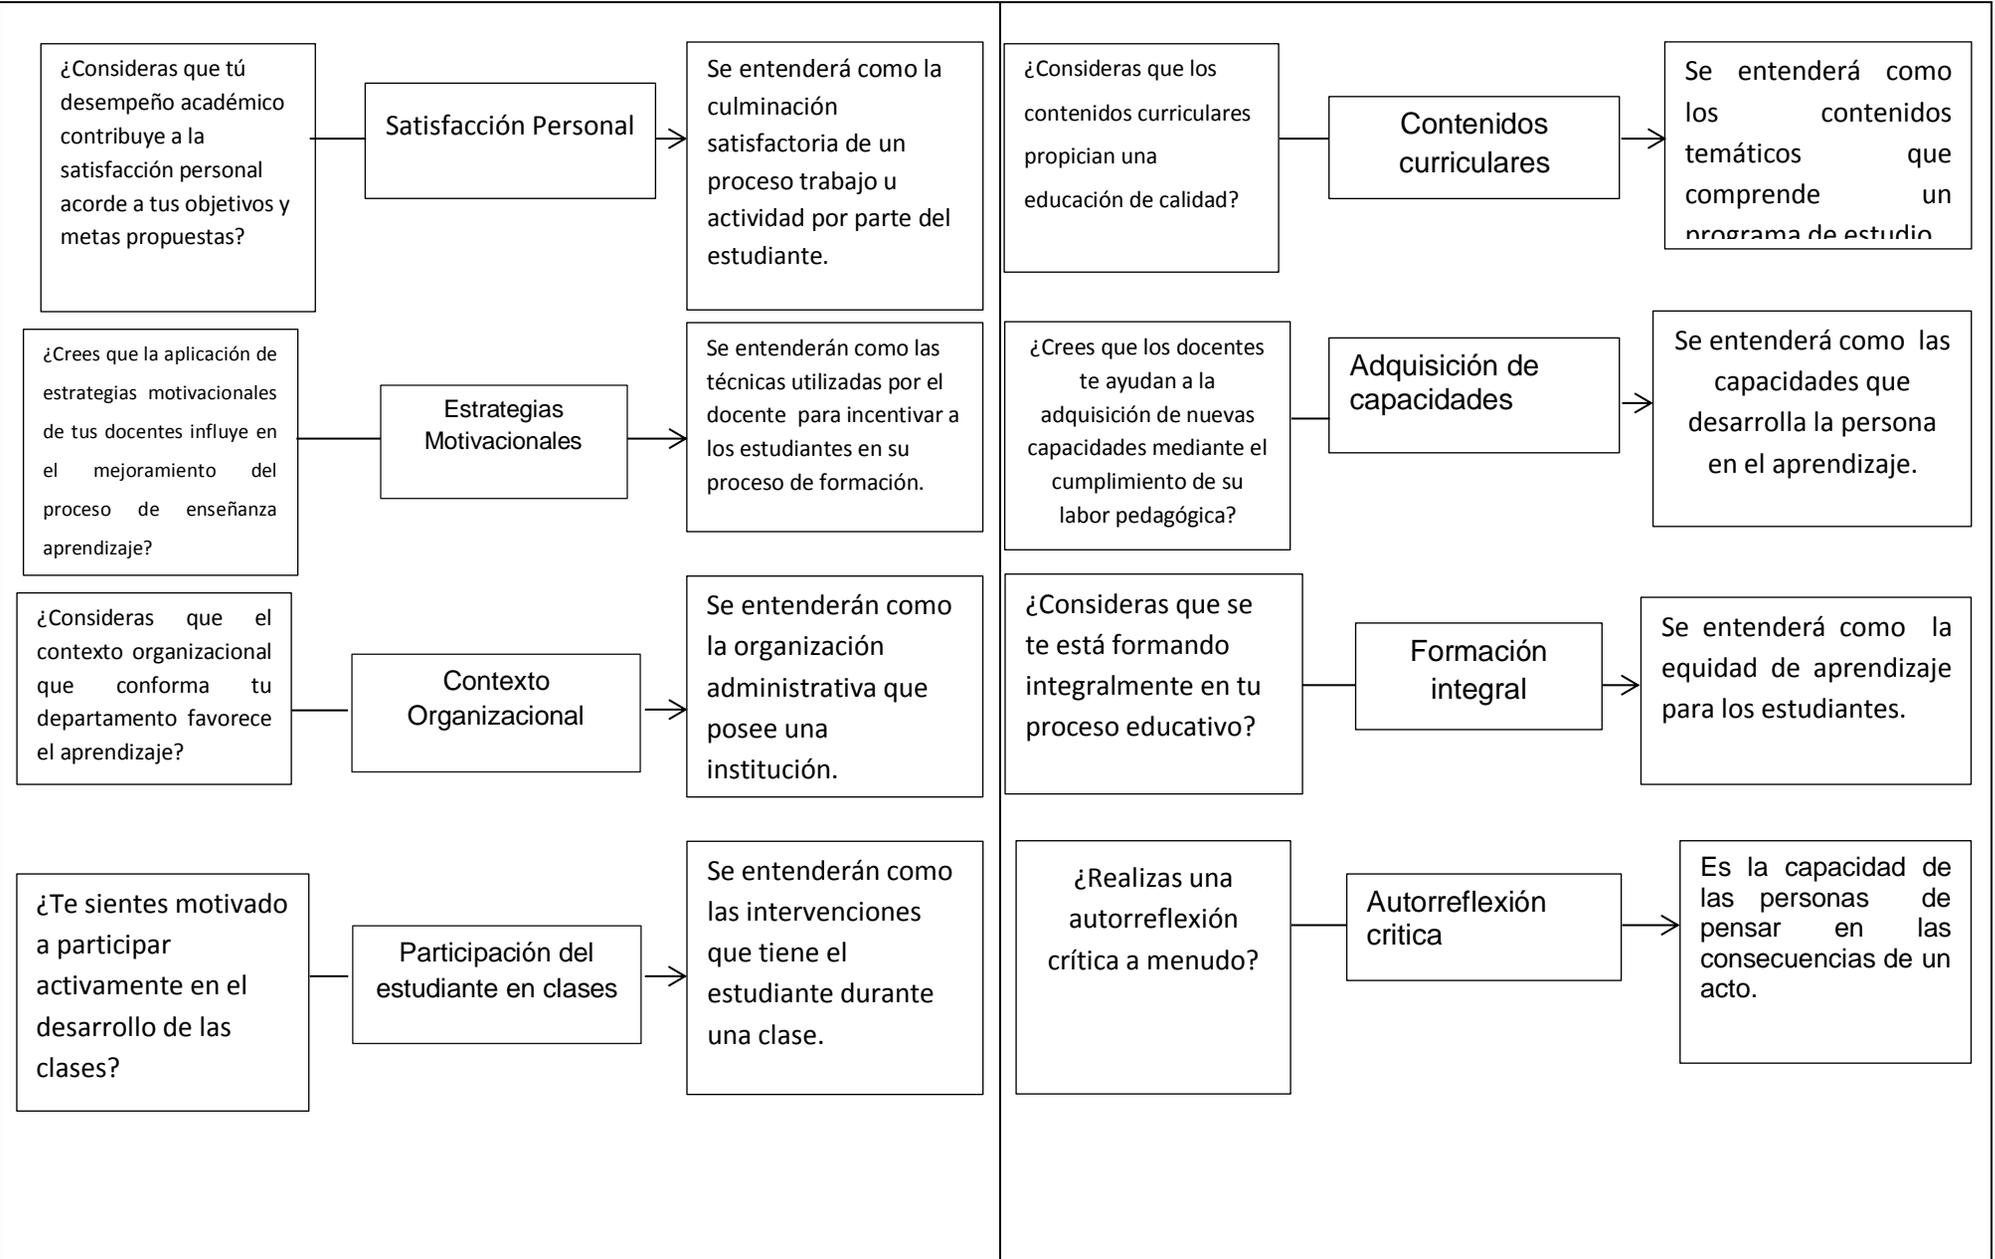 ¿Consideras que tú
desempeño académico
contribuye a la
satisfacción personal
acorde a tus objetivos y
metas propuestas?
Satisfacción Personal
Se entenderá como la
culminación
satisfactoria de un
proceso trabajo u
actividad por parte del
estudiante.
¿Crees que la aplicación de
estrategias motivacionales
de tus docentes influye en
el mejoramiento del
proceso de enseñanza
aprendizaje?
Estrategias
Motivacionales
Se entenderán como las
técnicas utilizadas por el
docente para incentivar a
los estudiantes en su
proceso de formación.
¿Consideras que el
contexto organizacional
que conforma tu
departamento favorece
el aprendizaje?
Contexto
Organizacional
Se entenderán como
la organización
administrativa que
posee una
institución.
¿Te sientes motivado
a participar
activamente en el
desarrollo de las
clases?
Participación del
estudiante en clases
Se entenderán como
las intervenciones
que tiene el
estudiante durante
una clase.
¿Consideras que los
contenidos curriculares
propician una
educación de calidad?
Contenidos
curriculares
Se entenderá como
los contenidos
temáticos que
comprende un
programa de estudio
¿Crees que los docentes
te ayudan a la
adquisición de nuevas
capacidades mediante el
cumplimiento de su
labor pedagógica?
Adquisición de
capacidades
Se entenderá como las
capacidades que
desarrolla la persona
en el aprendizaje.
¿Consideras que se
te está formando
integralmente en tu
proceso educativo?
Formación
integral
Se entenderá como la
equidad de aprendizaje
para los estudiantes.
¿Realizas una
autorreflexión
crítica a menudo?
Autorreflexión
critica
Es la capacidad de
las personas de
pensar en las
consecuencias de un
acto.